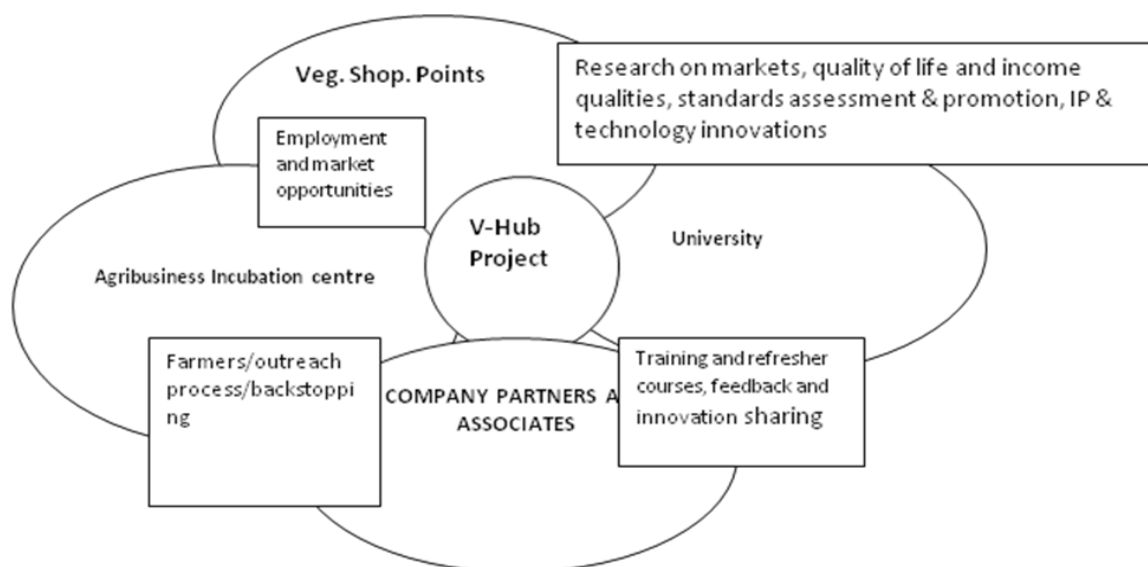 Veg. Shop. Points
Research on markets, quality of life and income
qualities, standards assessment & promotion, IP &
technology innovations
Employment
and market
opportunities
V-Hub
Project
University
Agribusiness Incubation centre
Farmers/outreach
process/backstoppi
ng
COMPANY PARTNERS A
ASSOCIATES
Training and refresher
courses, feedback and
innovation sharing